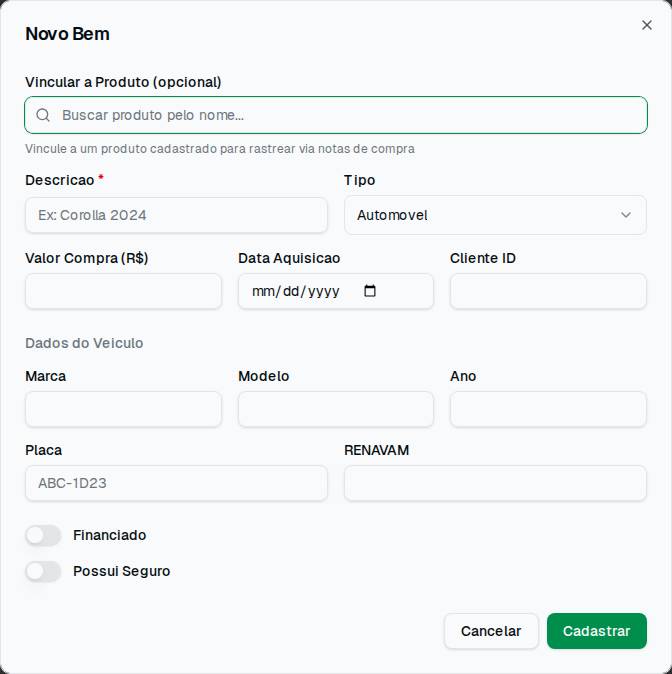 Novo Bem
Vincular a Produto (opcional)
Buscar produto pelo nome...
Vincule a um produto cadastrado para rastrear via notas de compra
Descricao * Tipo
Ex: Corolla 2024 Automovel
Valor Compra (R$) Data Aquisicao Cliente ID
mm/dd/yyyy
Dados do Veiculo
Marca Modelo Ano
Placa RENAVAM
ABC-1D23
Financiado
Possui Seguro
Cancelar Cadastrar